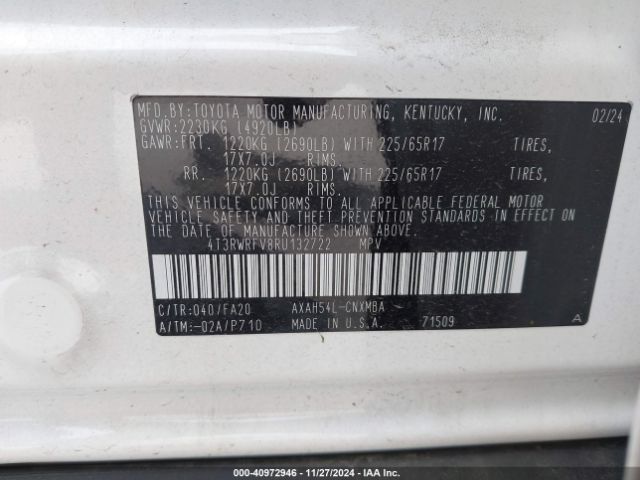 MFD.BY:TOYOTA MOTOR MANUFACTURING, KENTUCKY, INC. 02/24
GVWR:2230KG (4920LB)
GAWR:FRT. 1220KG (2690LB) WITH 225/65R17 TIRES,
17X7.0J RIMS.
RR. 1220KG (2690LB) WITH 225/65R17 TIRES,
17X7.0J RIMS.
THIS VEHICLE CONFORMS TO ALL APPLICABLE FEDERAL MOTOR
VEHICLE SAFETY AND THEFT PREVENTION STANDARDS IN EFFECT ON
THE DATE OF MANUFACTURE SHOWN ABOVE.
4T3RWRFV8RU132722 MPV
C/TR:040/FA20 AXAH54L-CNXMBA
A/TM:-02A/P710 MADE IN U.S.A. 71509 A
STOCK #: 40972946 - 11/27/2024 - IAA Inc.